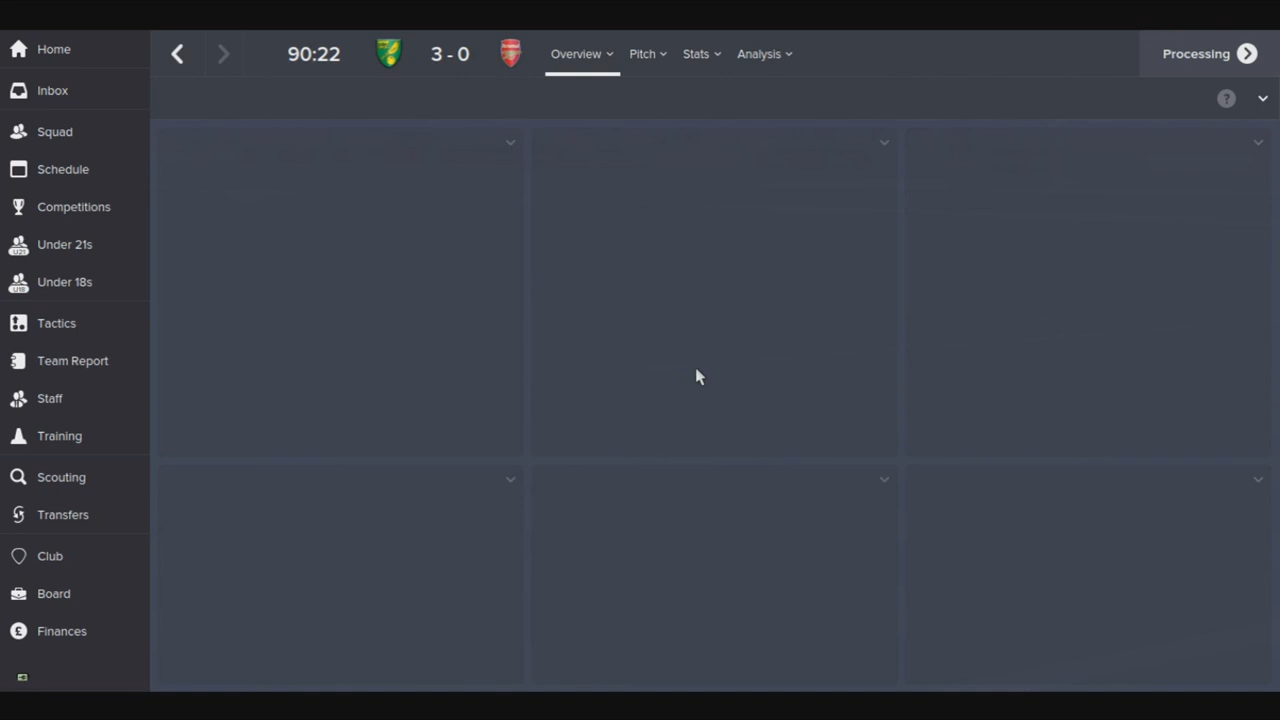 Home
Inbox
Squad
Schedule
Competitions
Under 21s
Under 18s
Tactics
Team Report
Staff
Training
Scouting
Transfers
Club
Board
Finances
90:22 3 - 0 Overview Pitch Stats Analysis Processing